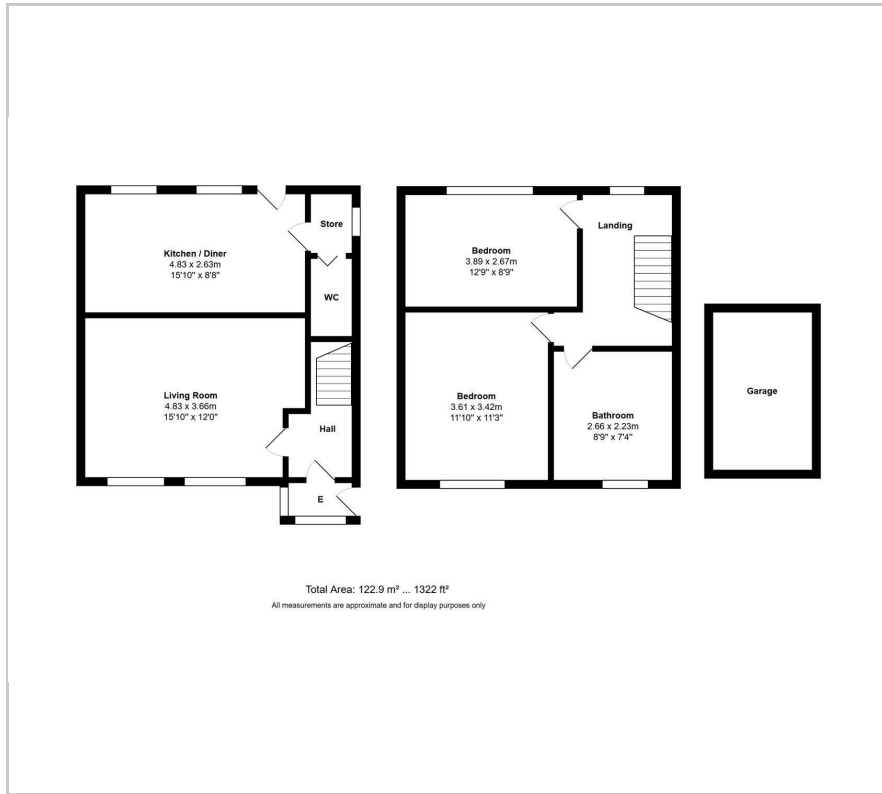 Kitchen / Diner
4.83 x 2.63m
15'10" x 8'8"
Store
WC
Living Room
4.83 x 3.66m
15'10" x 12'0"
Hall
E
Bedroom
3.89 x 2.67m
12'9" x 8'9"
Landing
Bedroom
3.61 x 3.42m
11'10" x 11'3"
Bathroom
2.66 x 2.23m
8'9" x 7'4"
Garage
Total Area: 122.9 m² ... 1322 ft²
All measurements are approximate and for display purposes only